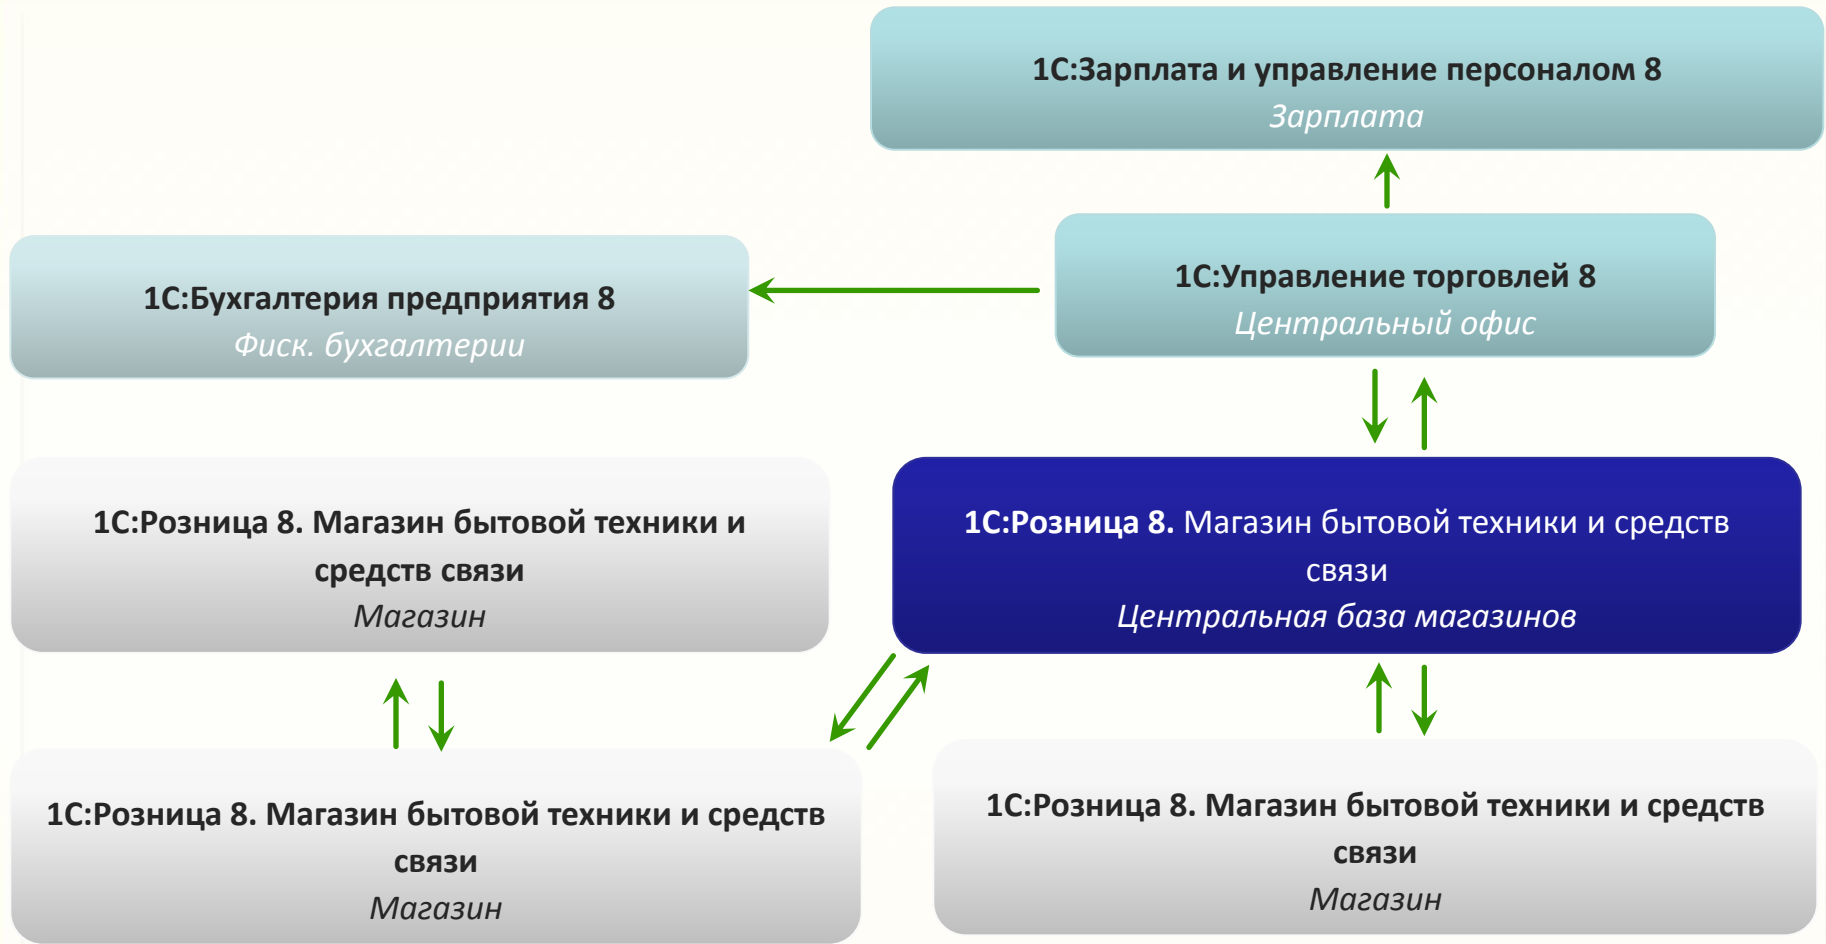 1С:Зарплата и управление персоналом 8
Зарплата
1С:Управление торговлей 8
Центральный офис
1С:Бухгалтерия предприятия 8
Фиск. бухгалтерии
1С:Розница 8. Магазин бытовой техники и
средств связи
Магазин
1С:Розница 8. Магазин бытовой техники и средств
связи
Центральная база магазинов
1С:Розница 8. Магазин бытовой техники и средств
связи
Магазин
1С:Розница 8. Магазин бытовой техники и средств
связи
Магазин